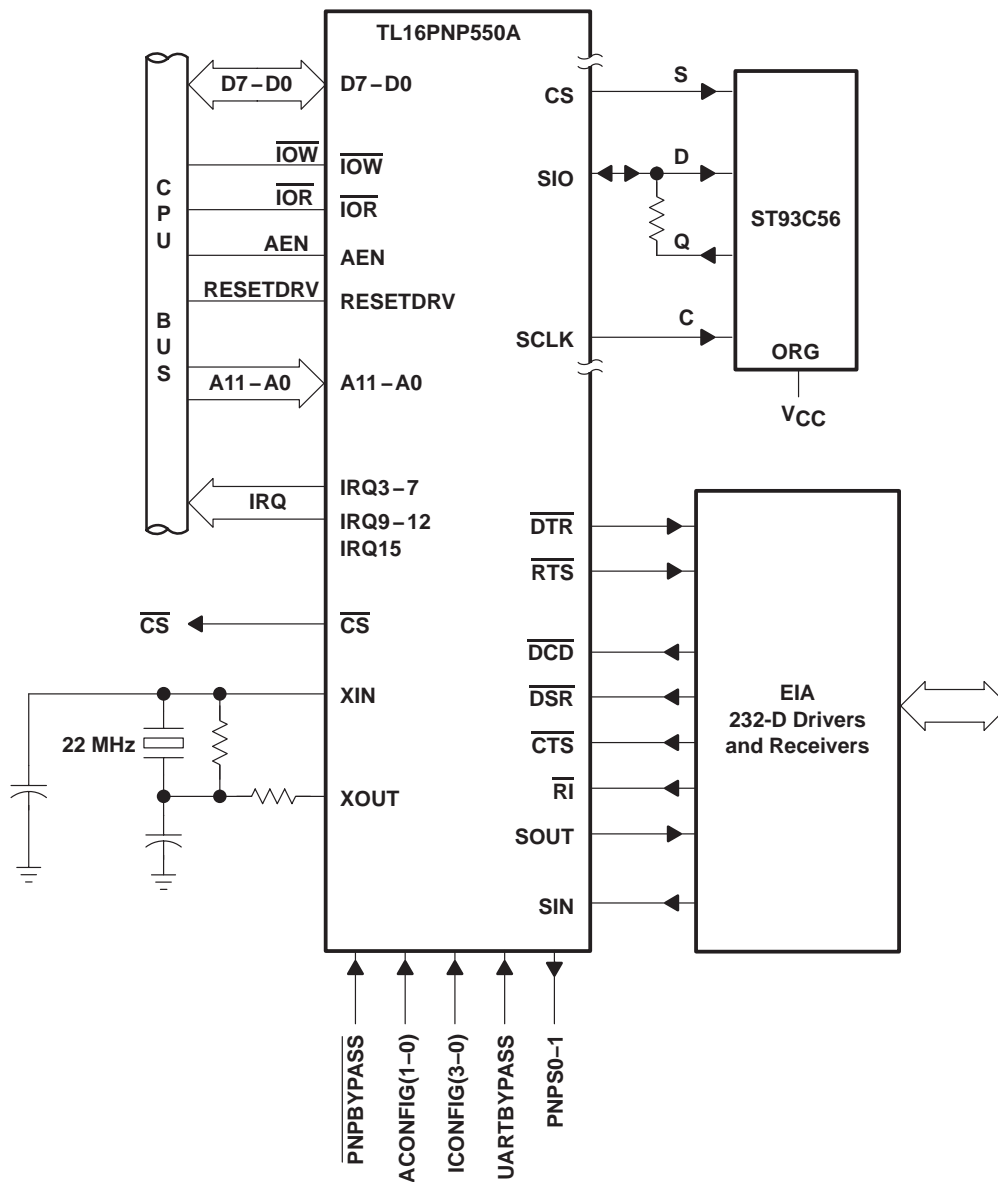 TL16PNP550A
D7–D0
D7–D0
CS
S
IOW
IOW
SIO
D
ST93C56
IOR
IOR
Q
CPU BUS
AEN
AEN
RESETDRV
RESETDRV
SCLK
C
ORG
A11–A0
A11–A0
VCC
IRQ
IRQ3–7
IRQ9–12
IRQ15
DTR
RTS
CS
CS
DCD
XIN
DSR
EIA
232-D Drivers
and Receivers
22 MHz
CTS
XOUT
RI
SOUT
SIN
PNPBYPASS
ACONFIG(1–0)
ICONFIG(3–0)
UARTBYPASS
PNPS0–1